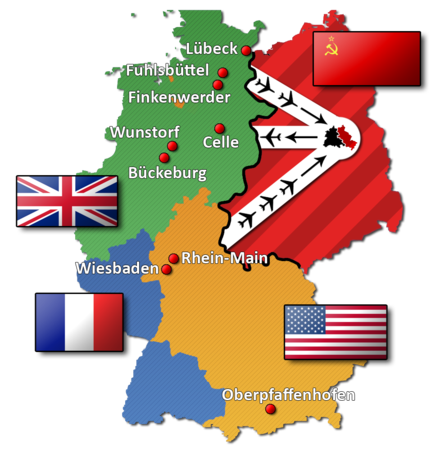 Lübeck
Fuhlsbüttel
Finkenwerder
Wunstorf
Celle
Bückeburg
Rhein-Main
Wiesbaden
Oberpfaffenhofen